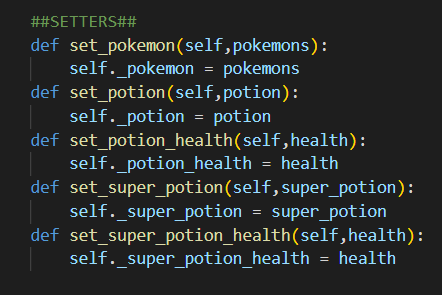 ##SETTERS##
def set_pokemon(self,pokemons):
    self._pokemon = pokemons
def set_potion(self,potion):
    self._potion = potion
def set_potion_health(self,health):
    self._potion_health = health
def set_super_potion(self,super_potion):
    self._super_potion = super_potion
def set_super_potion_health(self,health):
    self._super_potion_health = health